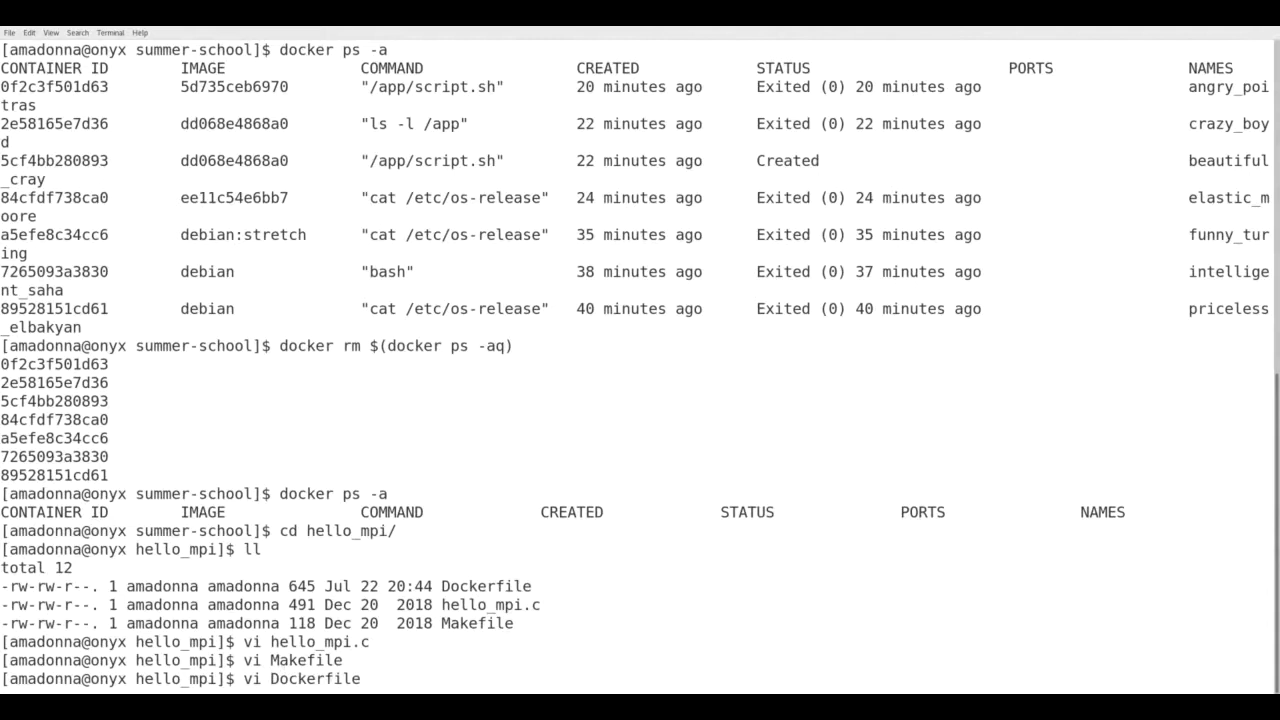 File Edit View Search Terminal Help
[amadonna@onyx summer-school]$ docker ps -a
CONTAINER ID        IMAGE               COMMAND                 CREATED             STATUS                      PORTS               NAMES
0f2c3f501d63        5d735ceb6970        "/app/script.sh"        20 minutes ago      Exited (0) 20 minutes ago                       angry_poi
tras
2e58165e7d36        dd068e4868a0        "ls -l /app"            22 minutes ago      Exited (0) 22 minutes ago                       crazy_boy
d
5cf4bb280893        dd068e4868a0        "/app/script.sh"        22 minutes ago      Created                                         beautiful
_cray
84cfdf738ca0        ee11c54e6bb7        "cat /etc/os-release"   24 minutes ago      Exited (0) 24 minutes ago                       elastic_m
oore
a5efe8c34cc6        debian:stretch      "cat /etc/os-release"   35 minutes ago      Exited (0) 35 minutes ago                       funny_tur
ing
7265093a3830        debian              "bash"                  38 minutes ago      Exited (0) 37 minutes ago                       intellige
nt_saha
89528151cd61        debian              "cat /etc/os-release"   40 minutes ago      Exited (0) 40 minutes ago                       priceless
_elbakyan
[amadonna@onyx summer-school]$ docker rm $(docker ps -aq)
0f2c3f501d63
2e58165e7d36
5cf4bb280893
84cfdf738ca0
a5efe8c34cc6
7265093a3830
89528151cd61
[amadonna@onyx summer-school]$ docker ps -a
CONTAINER ID        IMAGE               COMMAND             CREATED             STATUS              PORTS               NAMES
[amadonna@onyx summer-school]$ cd hello_mpi/
[amadonna@onyx hello_mpi]$ ll
total 12
-rw-rw-r--. 1 amadonna amadonna 645 Jul 22 20:44 Dockerfile
-rw-rw-r--. 1 amadonna amadonna 491 Dec 20  2018 hello_mpi.c
-rw-rw-r--. 1 amadonna amadonna 118 Dec 20  2018 Makefile
[amadonna@onyx hello_mpi]$ vi hello_mpi.c
[amadonna@onyx hello_mpi]$ vi Makefile
[amadonna@onyx hello_mpi]$ vi Dockerfile